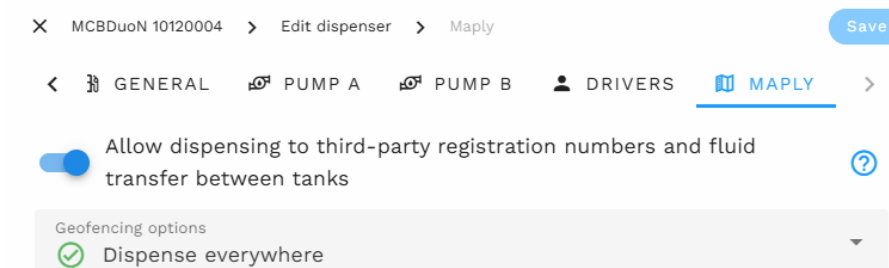 MCBDuoN 10120004 > Edit dispenser > Maply Save
GENERAL PUMP A PUMP B DRIVERS MAPLY
Allow dispensing to third-party registration numbers and fluid
transfer between tanks
Geofencing options
Dispense everywhere